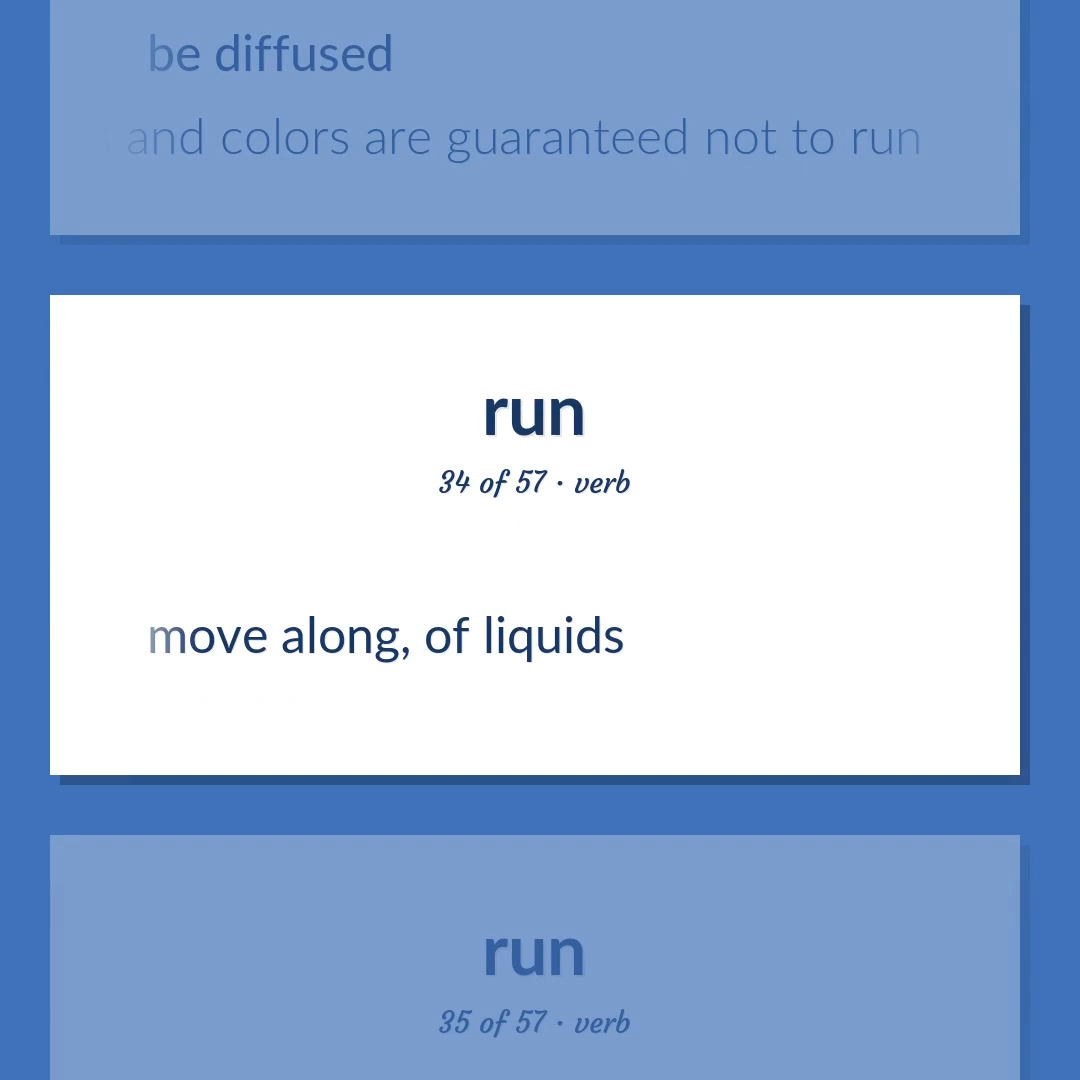 be diffused
and colors are guaranteed not to run
run
34 of 57 · verb
move along, of liquids
run
35 of 57 · verb